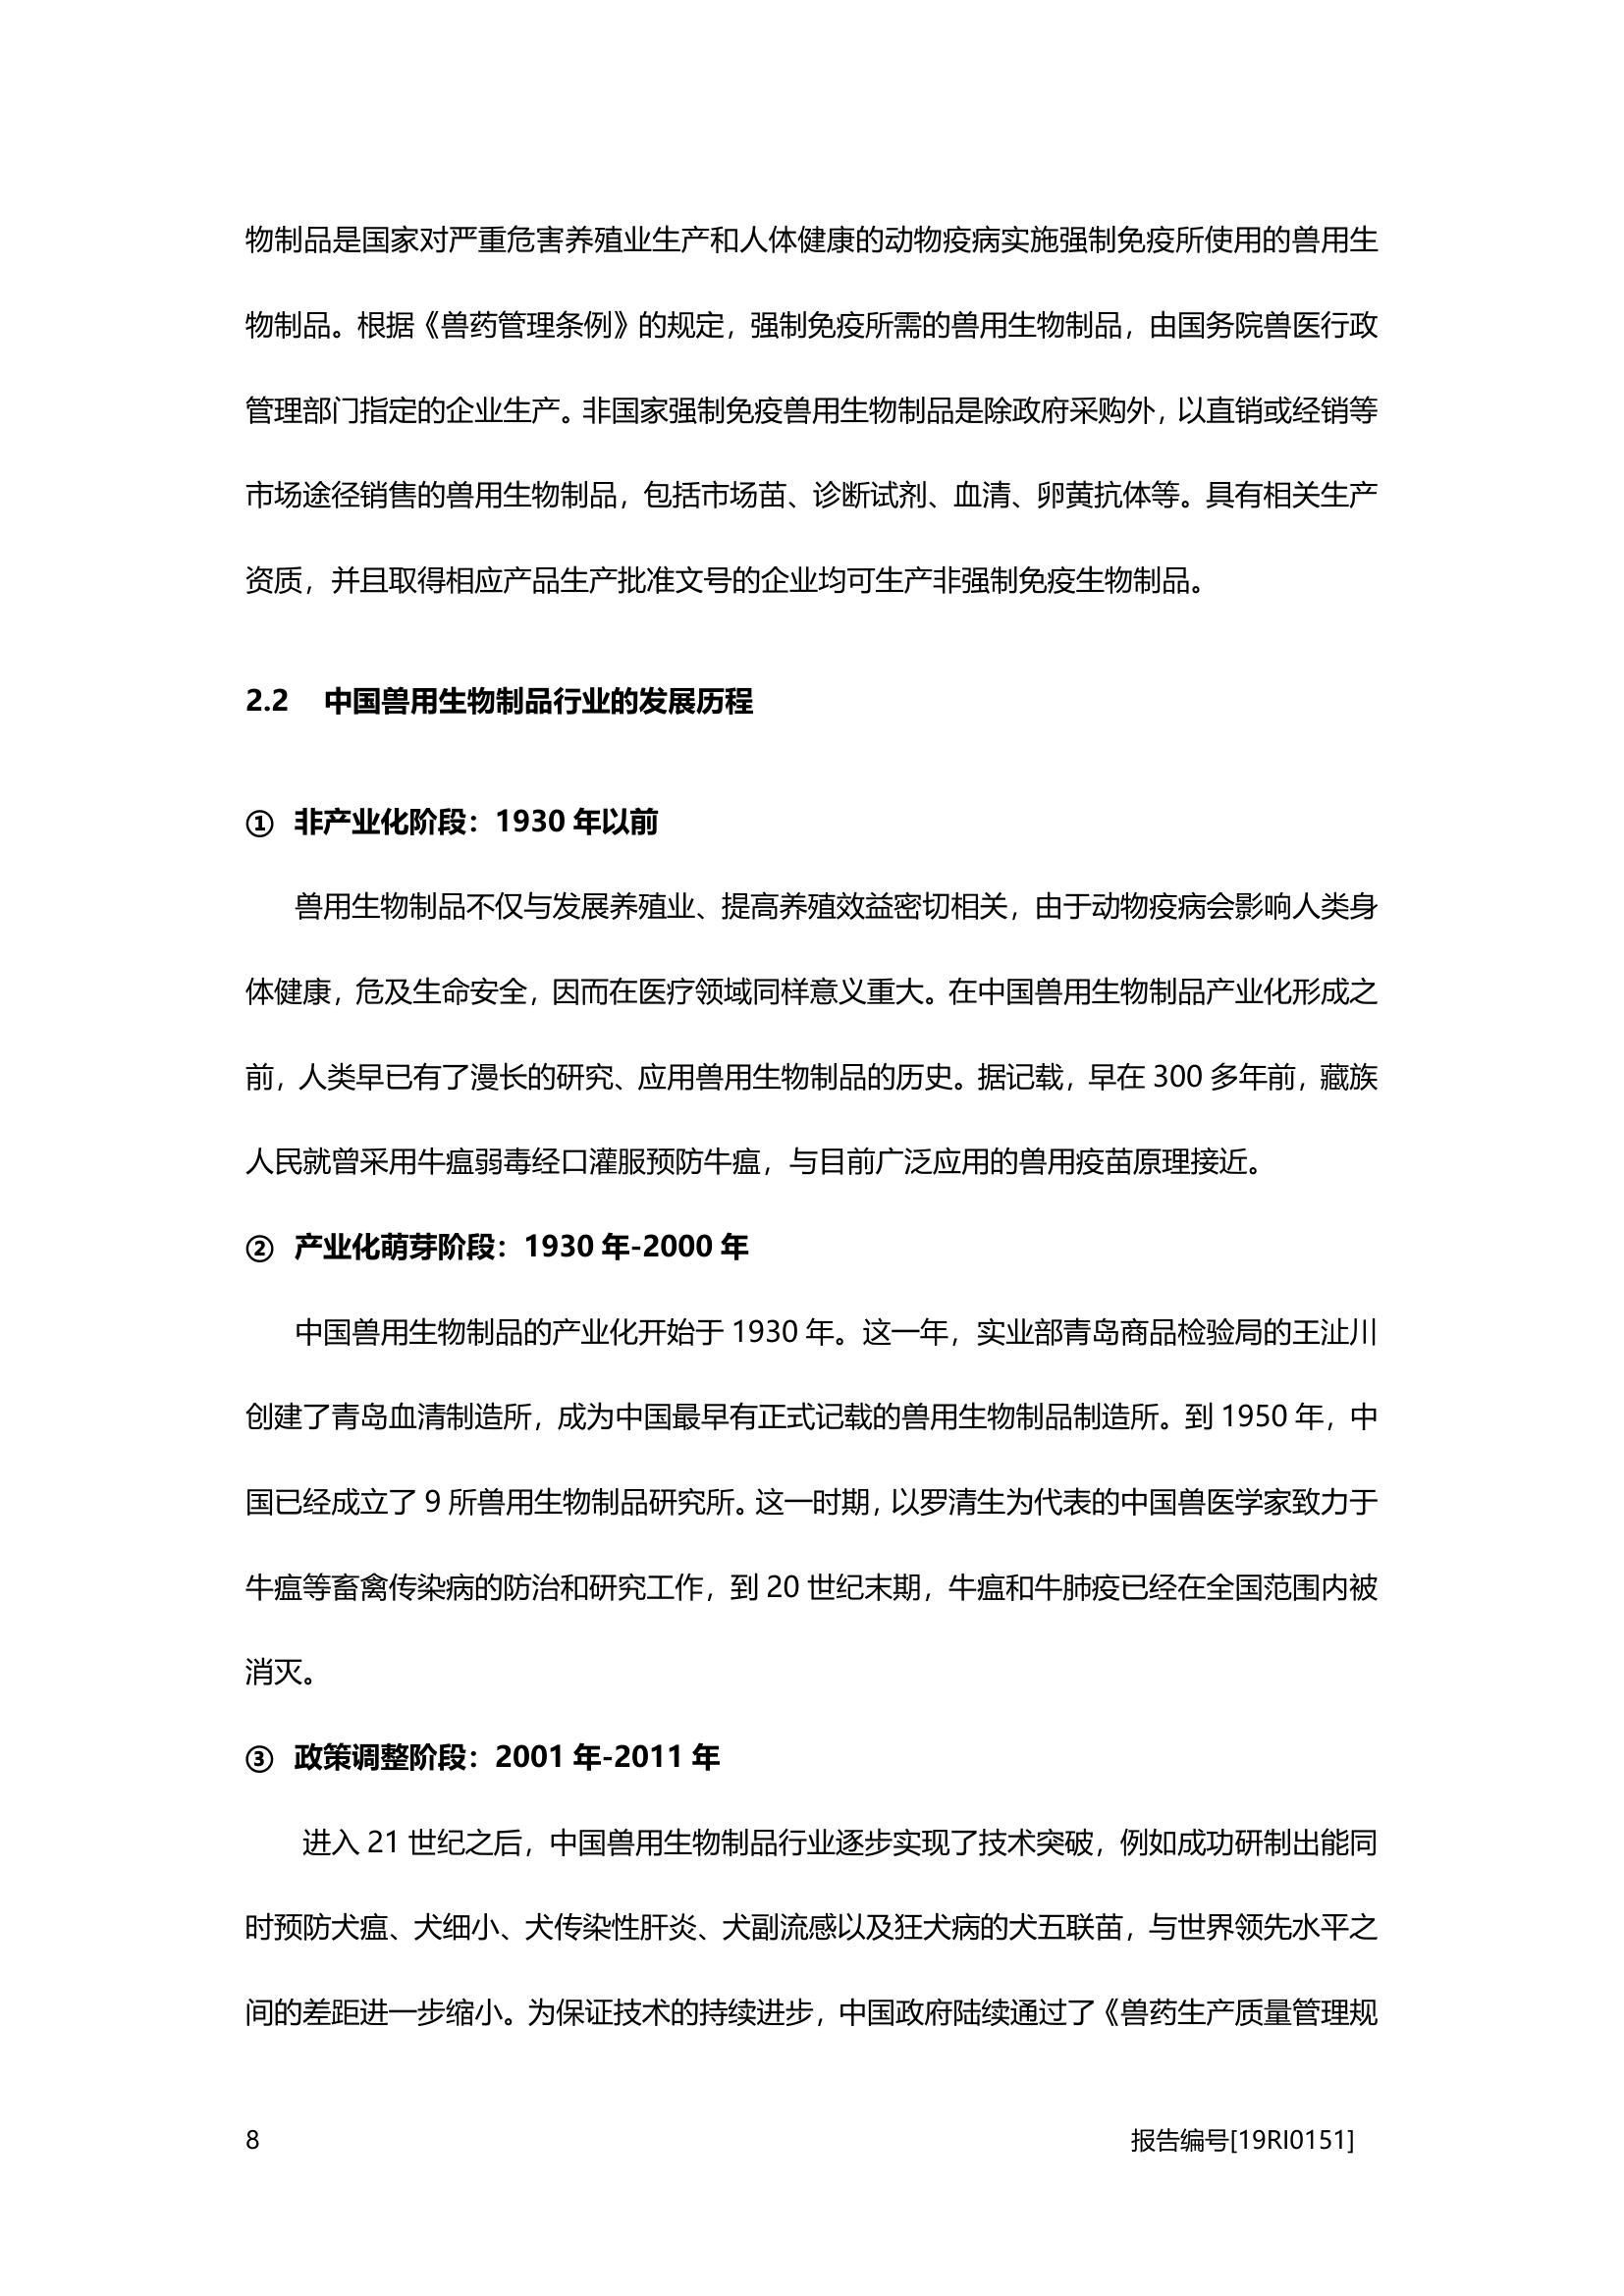 物制品是国家对严重危害养殖业生产和人体健康的动物疫病实施强制免疫所使用的兽用生
物制品。根据《兽药管理条例》的规定，强制免疫所需的兽用生物制品，由国务院兽医行政
管理部门指定的企业生产。非国家强制免疫兽用生物制品是除政府采购外，以直销或经销等
市场途径销售的兽用生物制品，包括市场苗、诊断试剂、血清、卵黄抗体等。具有相关生产
资质，并且取得相应产品生产批准文号的企业均可生产非强制免疫生物制品。
2.2 中国兽用生物制品行业的发展历程
① 非产业化阶段：1930 年以前
兽用生物制品不仅与发展养殖业、提高养殖效益密切相关，由于动物疫病会影响人类身
体健康，危及生命安全，因而在医疗领域同样意义重大。在中国兽用生物制品产业化形成之
前，人类早已有了漫长的研究、应用兽用生物制品的历史。据记载，早在 300 多年前，藏族
人民就曾采用牛瘟弱毒经口灌服预防牛瘟，与目前广泛应用的兽用疫苗原理接近。
② 产业化萌芽阶段：1930 年-2000 年
中国兽用生物制品的产业化开始于 1930 年。这一年，实业部青岛商品检验局的王沚川
创建了青岛血清制造所，成为中国最早有正式记载的兽用生物制品制造所。到 1950 年，中
国已经成立了 9 所兽用生物制品研究所。这一时期，以罗清生为代表的中国兽医学家致力于
牛瘟等畜禽传染病的防治和研究工作，到 20 世纪末期，牛瘟和牛肺疫已经在全国范围内被
消灭。
③ 政策调整阶段：2001 年-2011 年
进入 21 世纪之后，中国兽用生物制品行业逐步实现了技术突破，例如成功研制出能同
时预防犬瘟、犬细小、犬传染性肝炎、犬副流感以及狂犬病的犬五联苗，与世界领先水平之
间的差距进一步缩小。为保证技术的持续进步，中国政府陆续通过了《兽药生产质量管理规
8 报告编号[19RI0151]